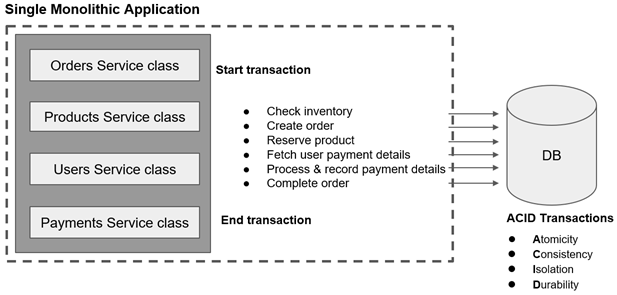 Single Monolithic Application
Orders Service class
Products Service class
Users Service class
Payments Service class
Start transaction
● Check inventory
● Create order
● Reserve product
● Fetch user payment details
● Process & record payment details
● Complete order
End transaction
DB
ACID Transactions
● Atomicity
● Consistency
● Isolation
● Durability